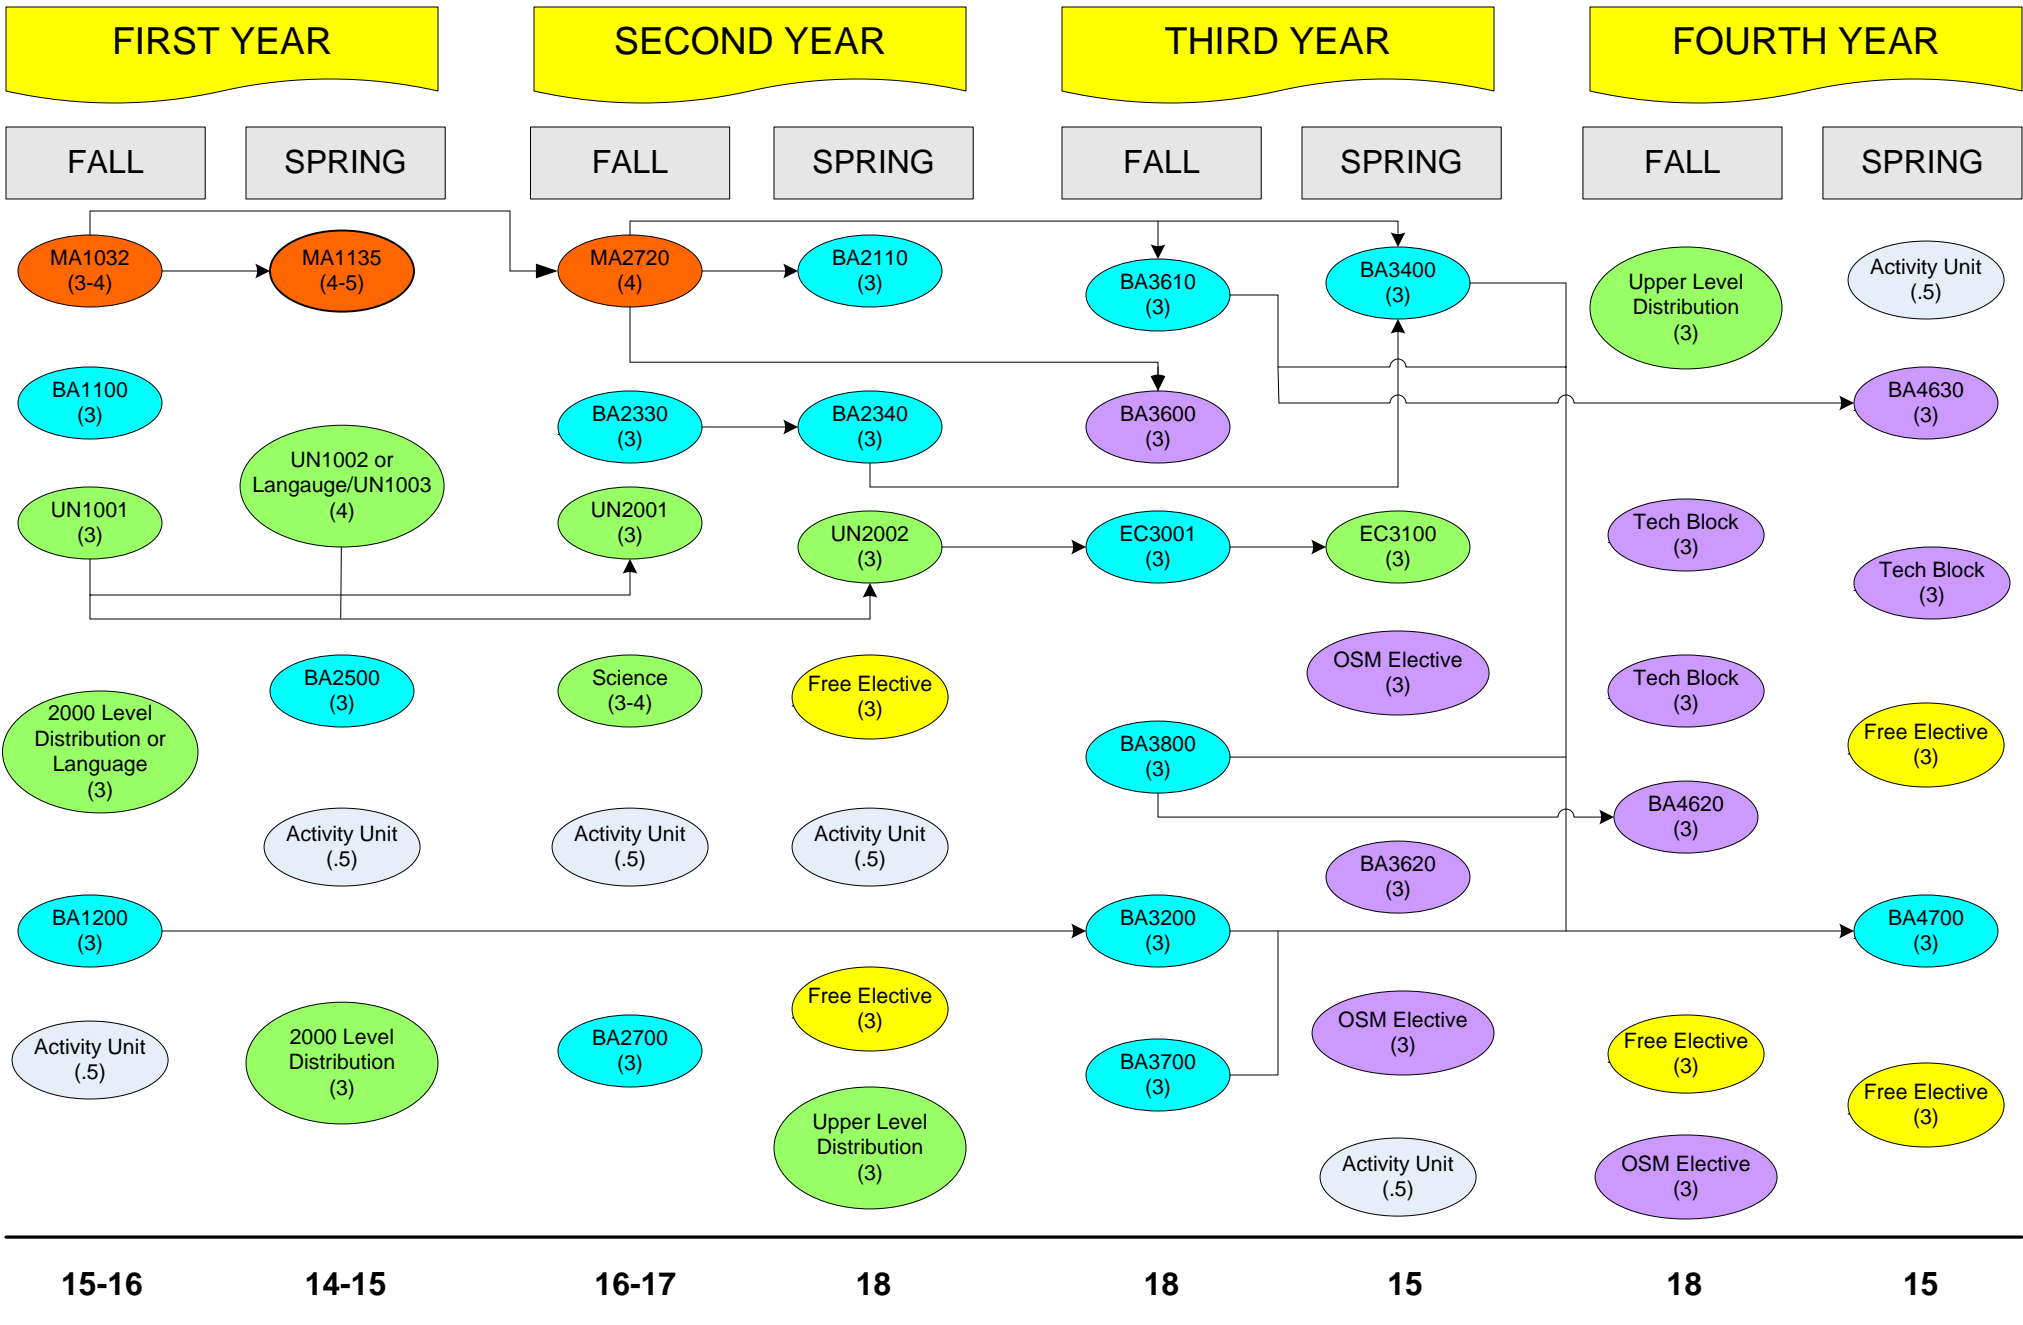 FIRST YEAR
SECOND YEAR
THIRD YEAR
FOURTH YEAR
FALL
SPRING
FALL
SPRING
FALL
SPRING
FALL
SPRING
MA1032
(3-4)
BA1100
(3)
UN1001
(3)
2000 Level
Distribution or
Language
(3)
BA1200
(3)
Activity Unit
(.5)
MA1135
(4-5)
UN1002 or
Langauge/UN1003
(4)
BA2500
(3)
Activity Unit
(.5)
2000 Level
Distribution
(3)
MA2720
(4)
BA2330
(3)
UN2001
(3)
Science
(3-4)
Activity Unit
(.5)
BA2700
(3)
BA2110
(3)
BA2340
(3)
UN2002
(3)
Free Elective
(3)
Activity Unit
(.5)
Free Elective
(3)
Upper Level
Distribution
(3)
BA3610
(3)
BA3600
(3)
EC3001
(3)
BA3800
(3)
BA3200
(3)
BA3700
(3)
BA3400
(3)
EC3100
(3)
OSM Elective
(3)
BA3620
(3)
OSM Elective
(3)
Activity Unit
(.5)
Upper Level
Distribution
(3)
Tech Block
(3)
Tech Block
(3)
BA4620
(3)
Free Elective
(3)
OSM Elective
(3)
Activity Unit
(.5)
BA4630
(3)
Tech Block
(3)
Free Elective
(3)
BA4700
(3)
Free Elective
(3)
15-16
14-15
16-17
18
18
15
18
15